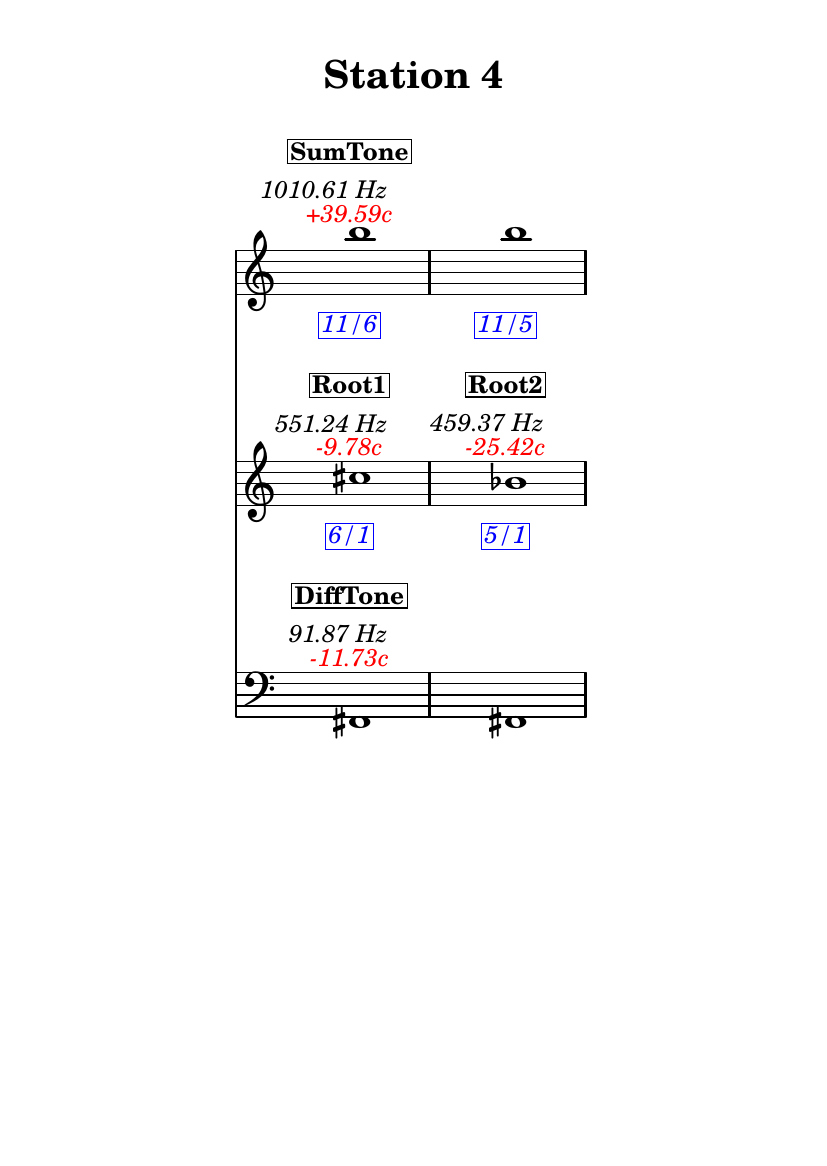 Station 4
SumTone
1010.61 Hz
+39.59c
11/6 11/5
Root1 Root2
551.24 Hz 459.37 Hz
-9.78c -25.42c
6/1 5/1
DiffTone
91.87 Hz
-11.73c